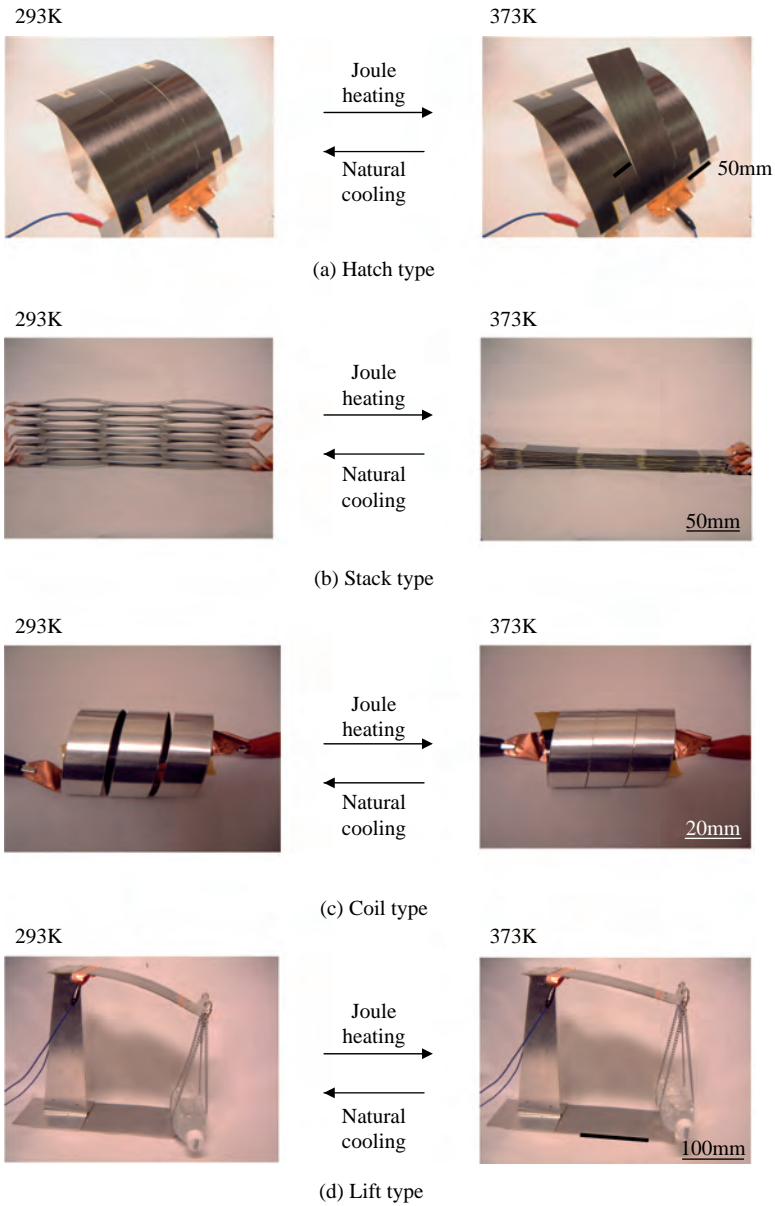 293K
373K
Joule
heating
Natural
cooling
50mm
(a) Hatch type
293K
373K
Joule
heating
Natural
cooling
50mm
(b) Stack type
293K
373K
Joule
heating
Natural
cooling
20mm
(c) Coil type
293K
373K
Joule
heating
Natural
cooling
100mm
(d) Lift type